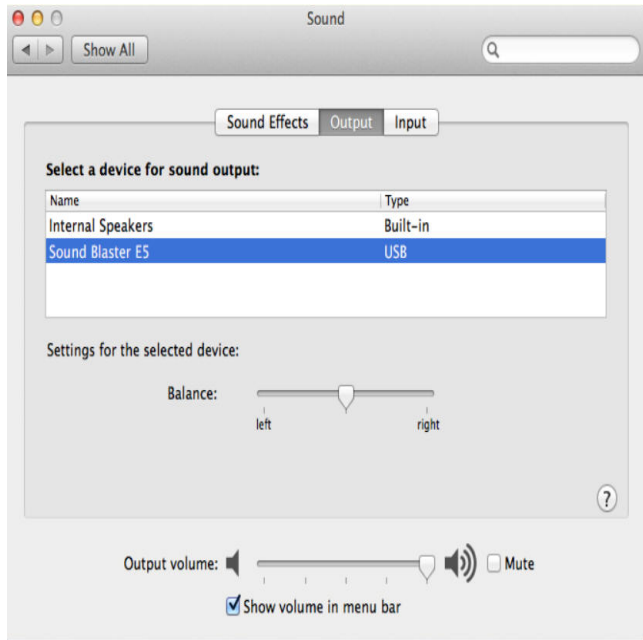 Sound
Show All
Sound Effects Output Input
Select a device for sound output:
Name Type
Internal Speakers Built-in
Sound Blaster E5 USB
Settings for the selected device:
Balance:
left right
?
Output volume: Mute
Show volume in menu bar